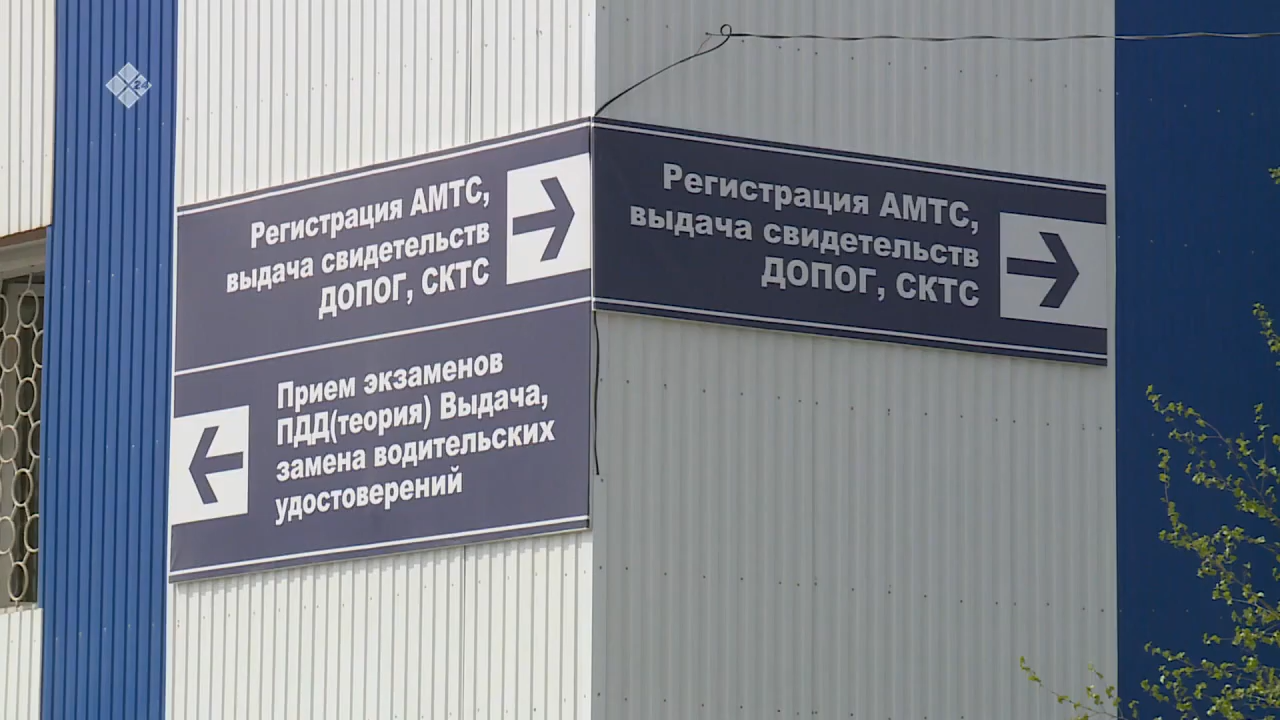 24
Регистрация АМТС,
выдача свидетельств
ДОПОГ, СКТС
Прием экзаменов
ПДД(теория) Выдача,
замена водительских
удостоверений
Регистрация АМТС,
выдача свидетельств
ДОПОГ, СКТС